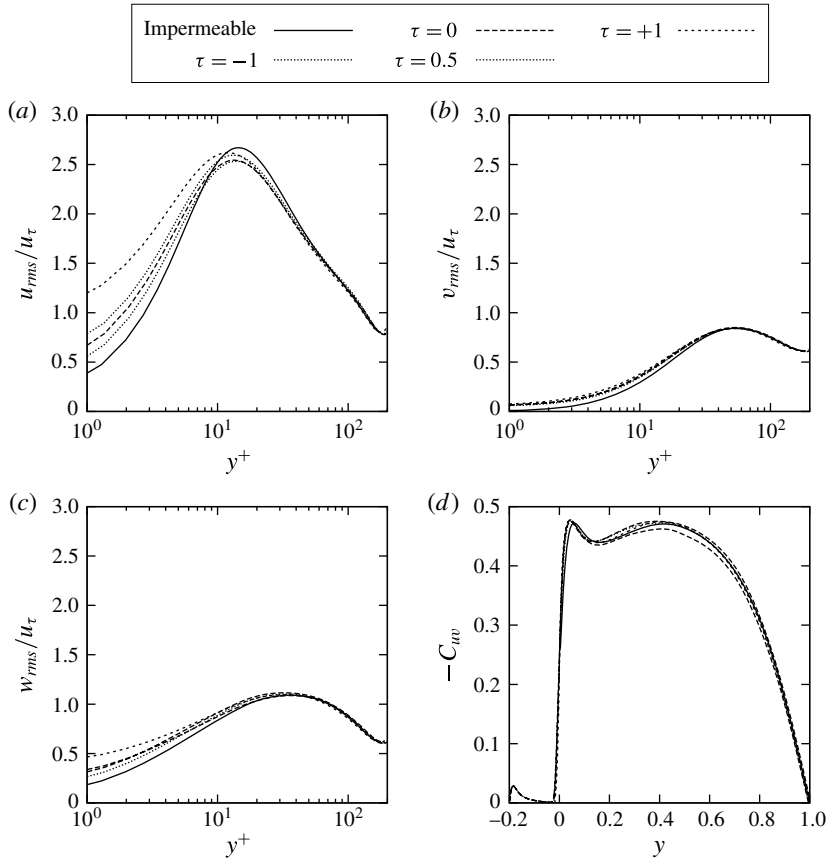 Impermeable τ = 0 τ = +1
τ = −1 τ = 0.5
(a)
3.0
2.5
2.0
1.5
1.0
0.5
0
u_rms/u_τ
10^0 10^1 10^2
y^+
(b)
3.0
2.5
2.0
1.5
1.0
0.5
0
v_rms/u_τ
10^0 10^1 10^2
y^+
(c)
3.0
2.5
2.0
1.5
1.0
0.5
0
w_rms/u_τ
10^0 10^1 10^2
y^+
(d)
0.5
0.4
0.3
0.2
0.1
0
−C_uv
−0.2 0 0.2 0.4 0.6 0.8 1.0
y